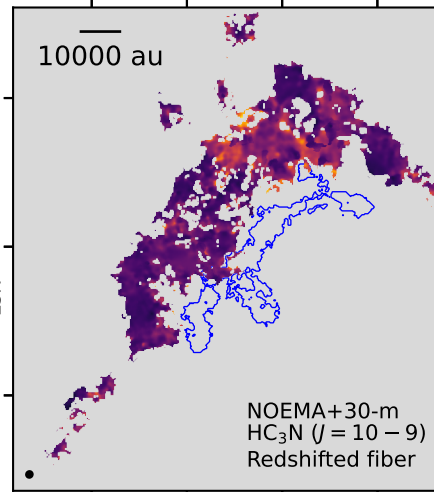 10000 au
NOEMA+30-m
HC₃N (J = 10 − 9)
Redshifted fiber